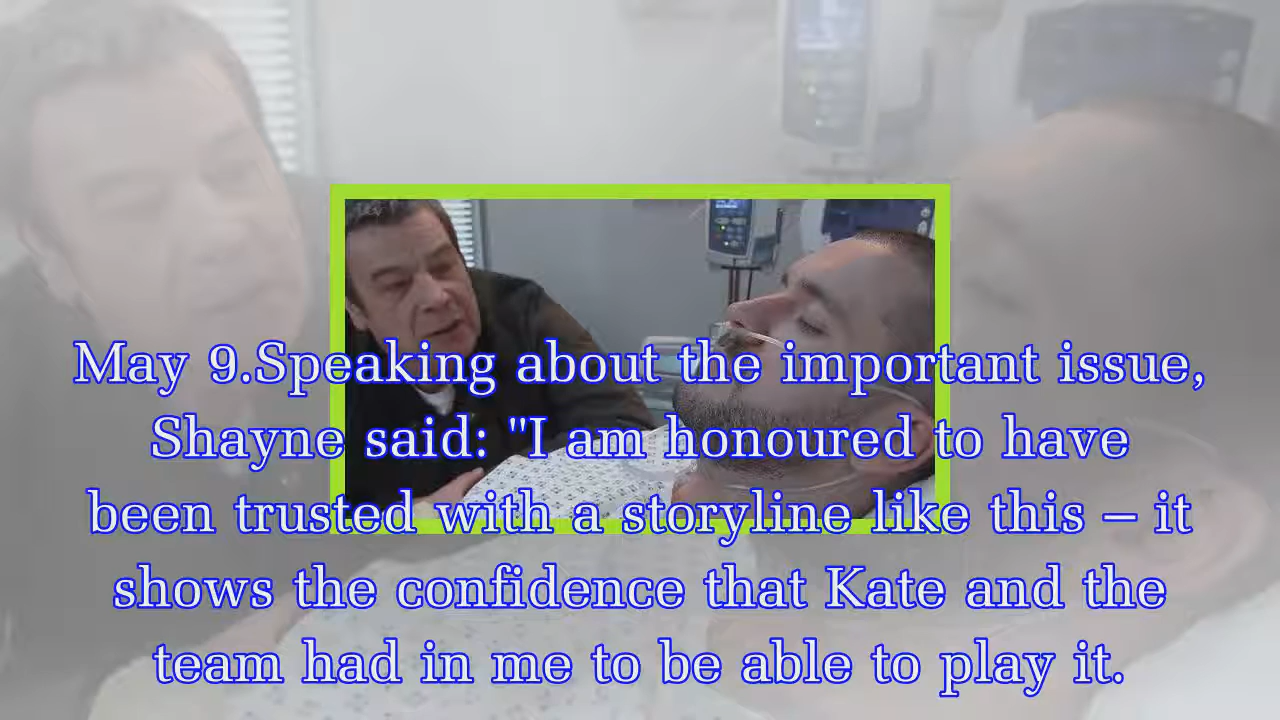 May 9.Speaking about the important issue,
Shayne said: "I am honoured to have
been trusted with a storyline like this – it
shows the confidence that Kate and the
team had in me to be able to play it.